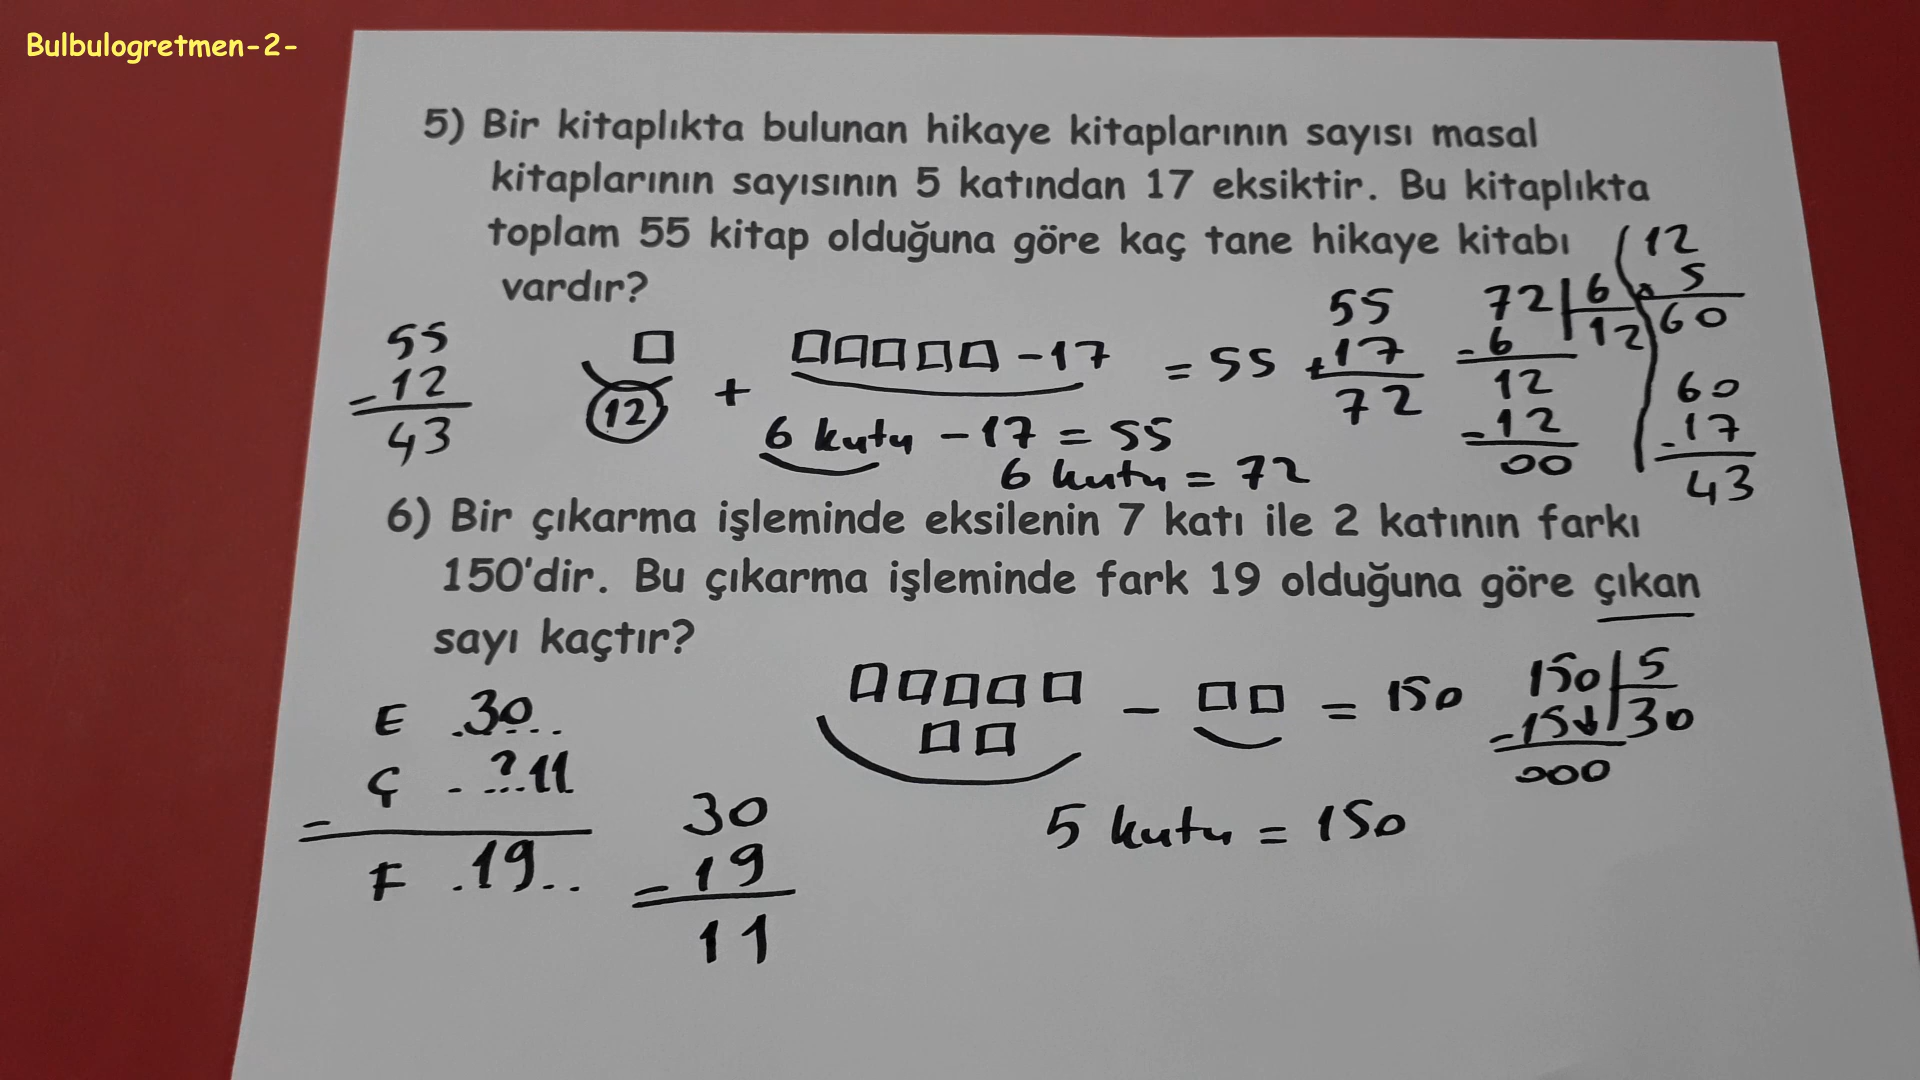 Bulbulogretmen-2-
5) Bir kitaplıkta bulunan hikaye kitaplarının sayısı masal
kitaplarının sayısının 5 katından 17 eksiktir. Bu kitaplıkta
toplam 55 kitap olduğuna göre kaç tane hikaye kitabı
vardır?
55
-12
43
□ + □□□□□ -17 = 55
12
6 kutu - 17 = 55
6 kutu = 72
55
+17
72
72 | 6
-6 12
12
-12
00
12
x 5
60
60
-17
43
6) Bir çıkarma işleminde eksilenin 7 katı ile 2 katının farkı
150'dir. Bu çıkarma işleminde fark 19 olduğuna göre çıkan
sayı kaçtır?
E .30...
Ç . ..?.11
-
F .19...
30
-19
11
□□□□□ - □□ = 150
□□
5 kutu = 150
150 | 5
-15↓ 30
000